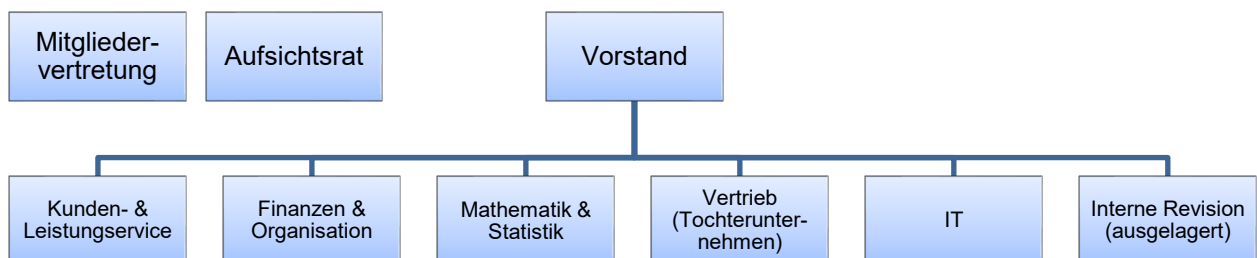 Mitglieder-
vertretung
Aufsichtsrat
Vorstand
Kunden- &
Leistungservice
Finanzen &
Organisation
Mathematik &
Statistik
Vertrieb
(Tochterunter-
nehmen)
IT
Interne Revision
(ausgelagert)